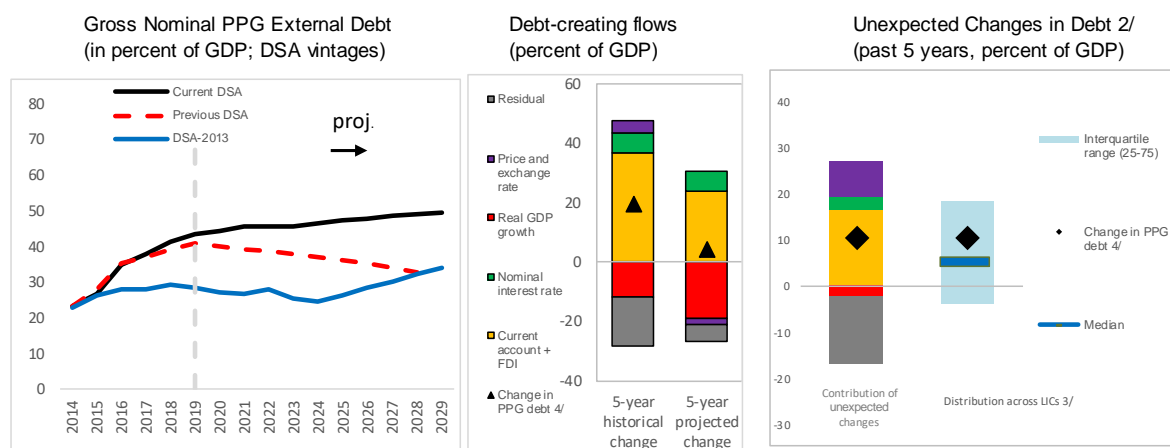 Gross Nominal PPG External Debt
(in percent of GDP; DSA vintages)
Current DSA
Previous DSA
DSA-2013
proj.
80
70
60
50
40
30
20
10
0
2014
2015
2016
2017
2018
2019
2020
2021
2022
2023
2024
2025
2026
2027
2028
2029
Debt-creating flows
(percent of GDP)
Residual
Price and
exchange rate
Real GDP
growth
Nominal
interest rate
Current
account +
FDI
Change in
PPG debt 4/
60
40
20
0
-20
-40
5-year
historical
change
5-year
projected
change
Unexpected Changes in Debt 2/
(past 5 years, percent of GDP)
40
30
20
10
0
-10
-20
-30
Contribution of
unexpected
changes
Distribution across LICs 3/
Interquartile
range (25-75)
Change in PPG
debt 4/
Median